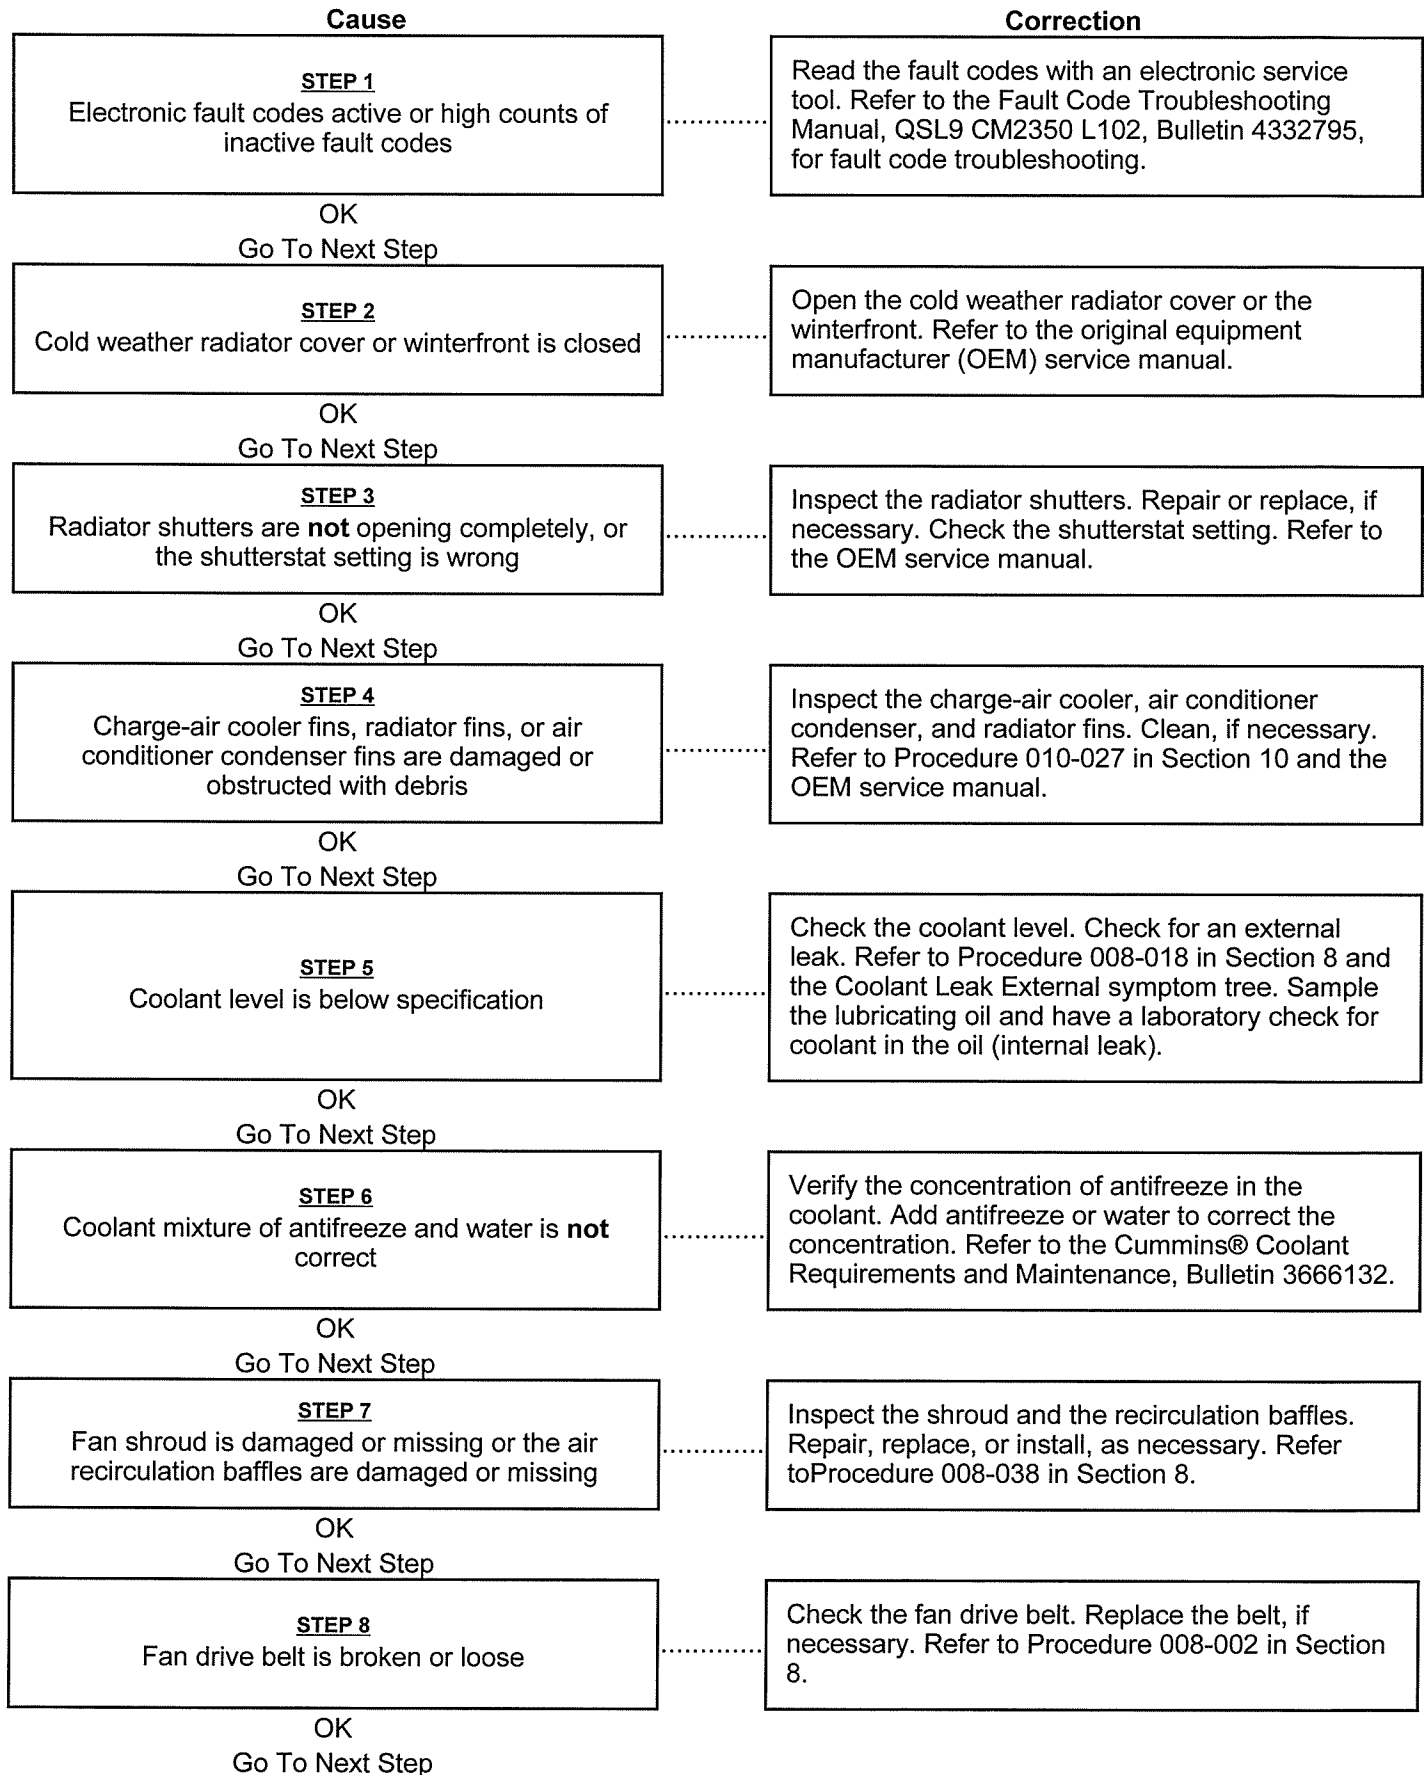 Cause
Correction
STEP 1
Electronic fault codes active or high counts of
inactive fault codes
Read the fault codes with an electronic service
tool. Refer to the Fault Code Troubleshooting
Manual, QSL9 CM2350 L102, Bulletin 4332795,
for fault code troubleshooting.
OK
Go To Next Step
STEP 2
Cold weather radiator cover or winterfront is closed
Open the cold weather radiator cover or the
winterfront. Refer to the original equipment
manufacturer (OEM) service manual.
OK
Go To Next Step
STEP 3
Radiator shutters are not opening completely, or
the shutterstat setting is wrong
Inspect the radiator shutters. Repair or replace, if
necessary. Check the shutterstat setting. Refer to
the OEM service manual.
OK
Go To Next Step
STEP 4
Charge-air cooler fins, radiator fins, or air
conditioner condenser fins are damaged or
obstructed with debris
Inspect the charge-air cooler, air conditioner
condenser, and radiator fins. Clean, if necessary.
Refer to Procedure 010-027 in Section 10 and the
OEM service manual.
OK
Go To Next Step
STEP 5
Coolant level is below specification
Check the coolant level. Check for an external
leak. Refer to Procedure 008-018 in Section 8 and
the Coolant Leak External symptom tree. Sample
the lubricating oil and have a laboratory check for
coolant in the oil (internal leak).
OK
Go To Next Step
STEP 6
Coolant mixture of antifreeze and water is not
correct
Verify the concentration of antifreeze in the
coolant. Add antifreeze or water to correct the
concentration. Refer to the Cummins® Coolant
Requirements and Maintenance, Bulletin 3666132.
OK
Go To Next Step
STEP 7
Fan shroud is damaged or missing or the air
recirculation baffles are damaged or missing
Inspect the shroud and the recirculation baffles.
Repair, replace, or install, as necessary. Refer
toProcedure 008-038 in Section 8.
OK
Go To Next Step
STEP 8
Fan drive belt is broken or loose
Check the fan drive belt. Replace the belt, if
necessary. Refer to Procedure 008-002 in Section
8.
OK
Go To Next Step